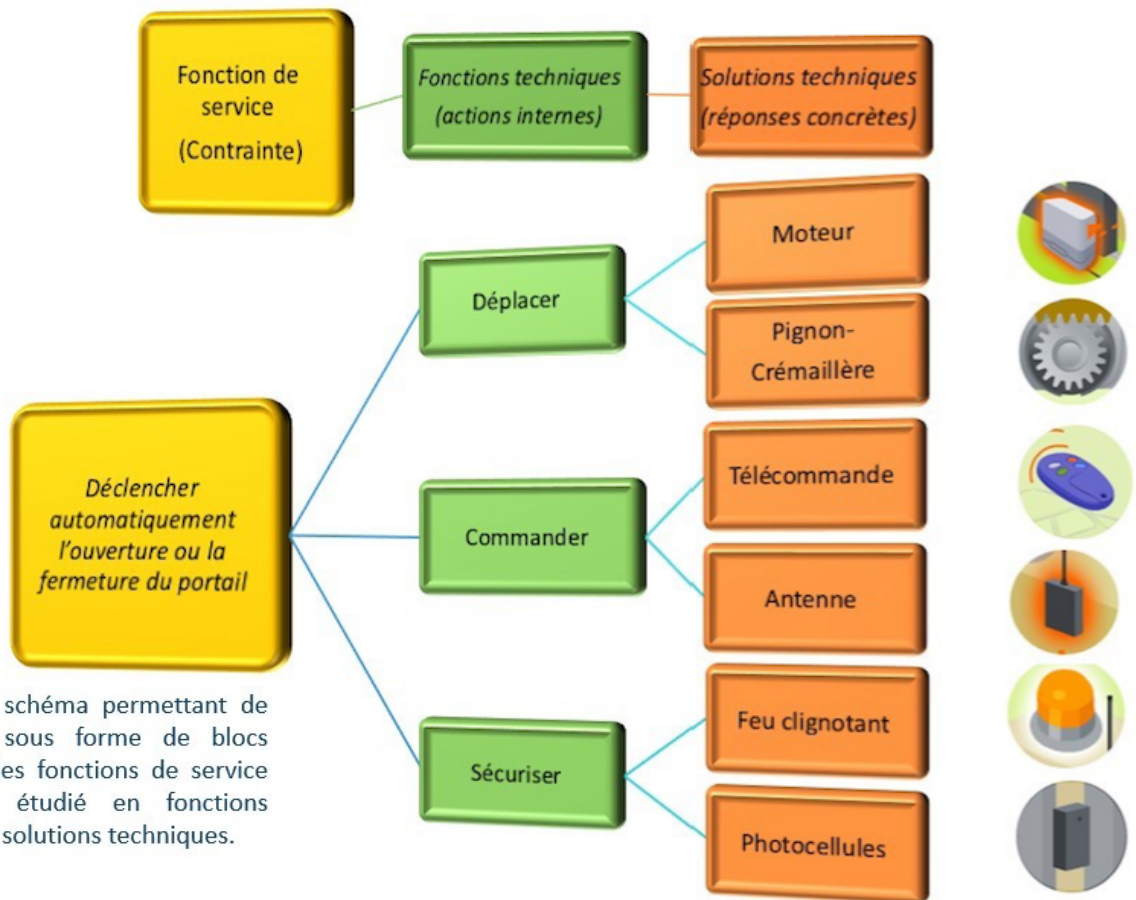 Fonction de
service
(Contrainte)
Fonctions techniques
(actions internes)
Solutions techniques
(réponses concrètes)
Déclencher
automatiquement
l'ouverture ou la
fermeture du portail
Déplacer
Moteur
Pignon-
Crémaillère
Commander
Télécommande
Antenne
Sécuriser
Feu clignotant
Photocellules
schéma permettant de
sous forme de blocs
es fonctions de service
étudié en fonctions
solutions techniques.